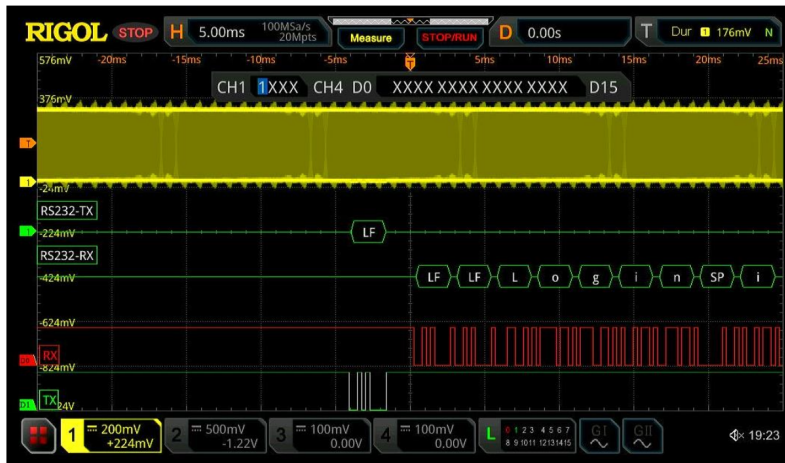 RIGOL STOP H 5.00ms 100MSa/s 20Mpts Measure STOP/RUN D 0.00s T Dur 1 176mV N
576mV -20ms -15ms -10ms -5ms T 5ms 10ms 15ms 20ms 25ms
CH1 1XXX CH4 D0 XXXX XXXX XXXX XXXX D15
376mV
T
1 -24mV
RS232-TX
-224mV LF
RS232-RX
-424mV LF LF L o g i n SP i
-624mV
RX
-824mV
D1 TX 24V
1 200mV +224mV 2 500mV -1.22V 3 100mV 0.00V 4 100mV 0.00V L 0 1 2 3 4 5 6 7 8 9 10 11 12 13 14 15 GI GII 19:23